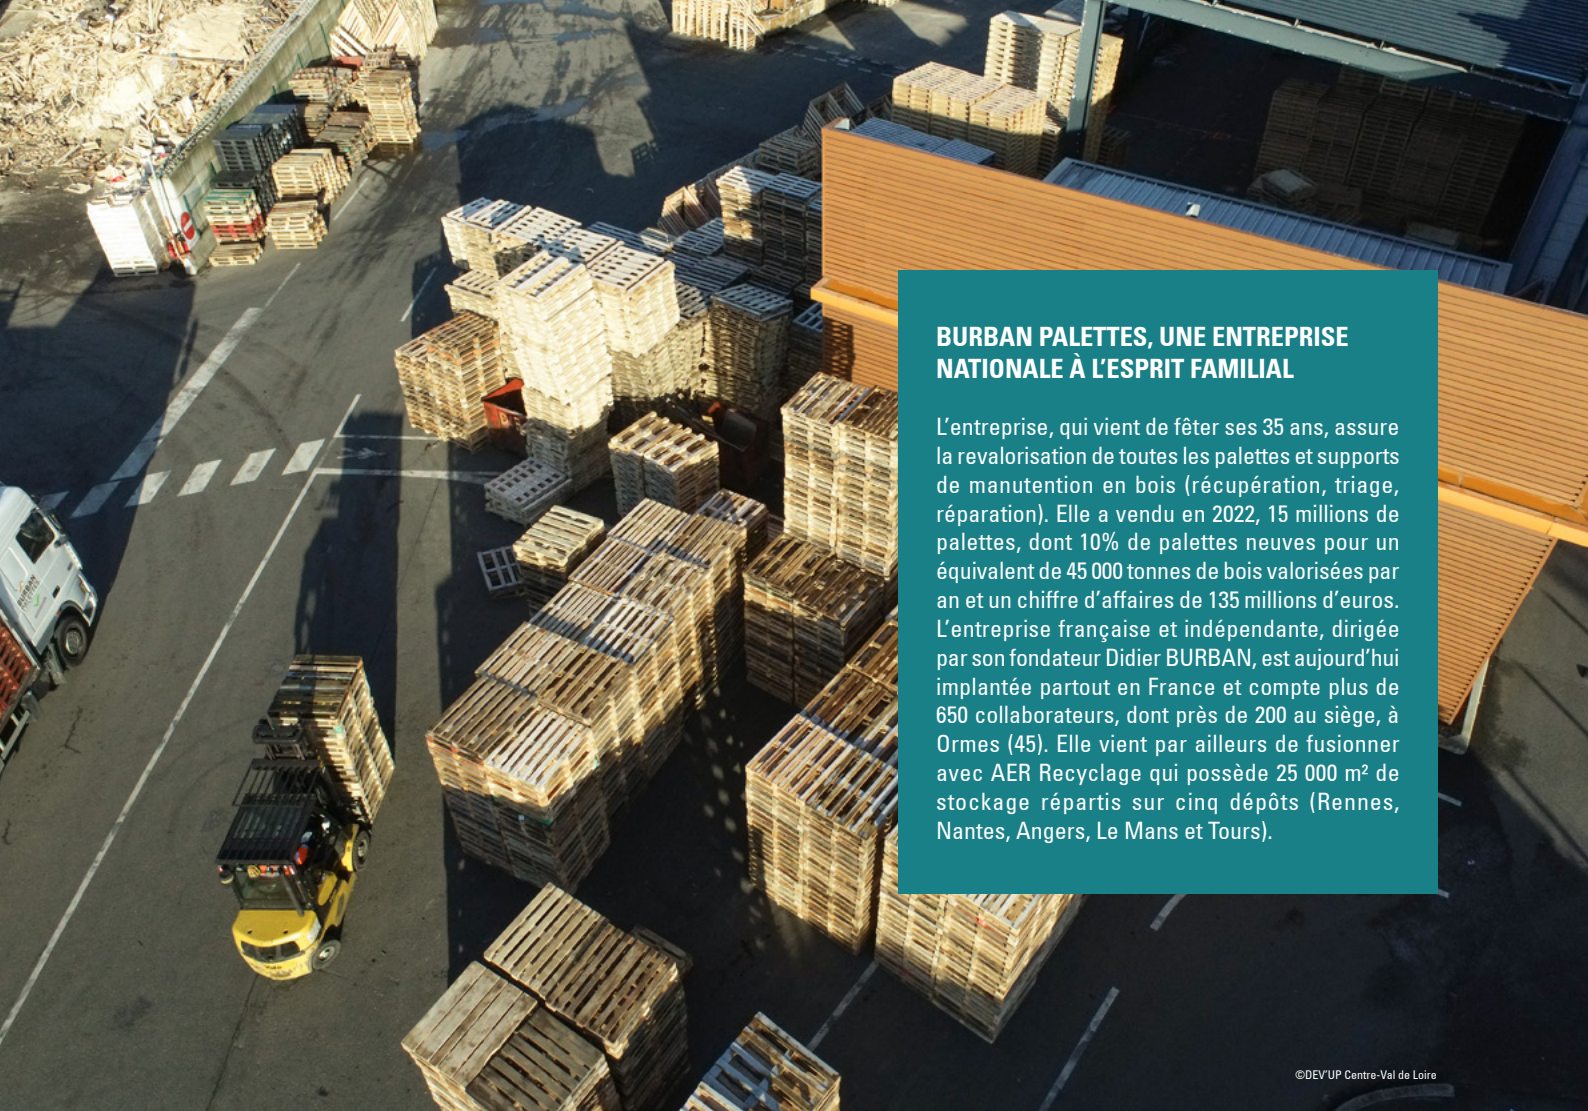 BURBAN PALETTES, UNE ENTREPRISE
NATIONALE À L’ESPRIT FAMILIAL
L’entreprise, qui vient de fêter ses 35 ans, assure
la revalorisation de toutes les palettes et supports
de manutention en bois (récupération, triage,
réparation). Elle a vendu en 2022, 15 millions de
palettes, dont 10% de palettes neuves pour un
équivalent de 45 000 tonnes de bois valorisées par
an et un chiffre d’affaires de 135 millions d’euros.
L’entreprise française et indépendante, dirigée
par son fondateur Didier BURBAN, est aujourd’hui
implantée partout en France et compte plus de
650 collaborateurs, dont près de 200 au siège, à
Ormes (45). Elle vient par ailleurs de fusionner
avec AER Recyclage qui possède 25 000 m² de
stockage répartis sur cinq dépôts (Rennes,
Nantes, Angers, Le Mans et Tours).
BURBAN
PALETTES
©DEV’UP Centre-Val de Loire